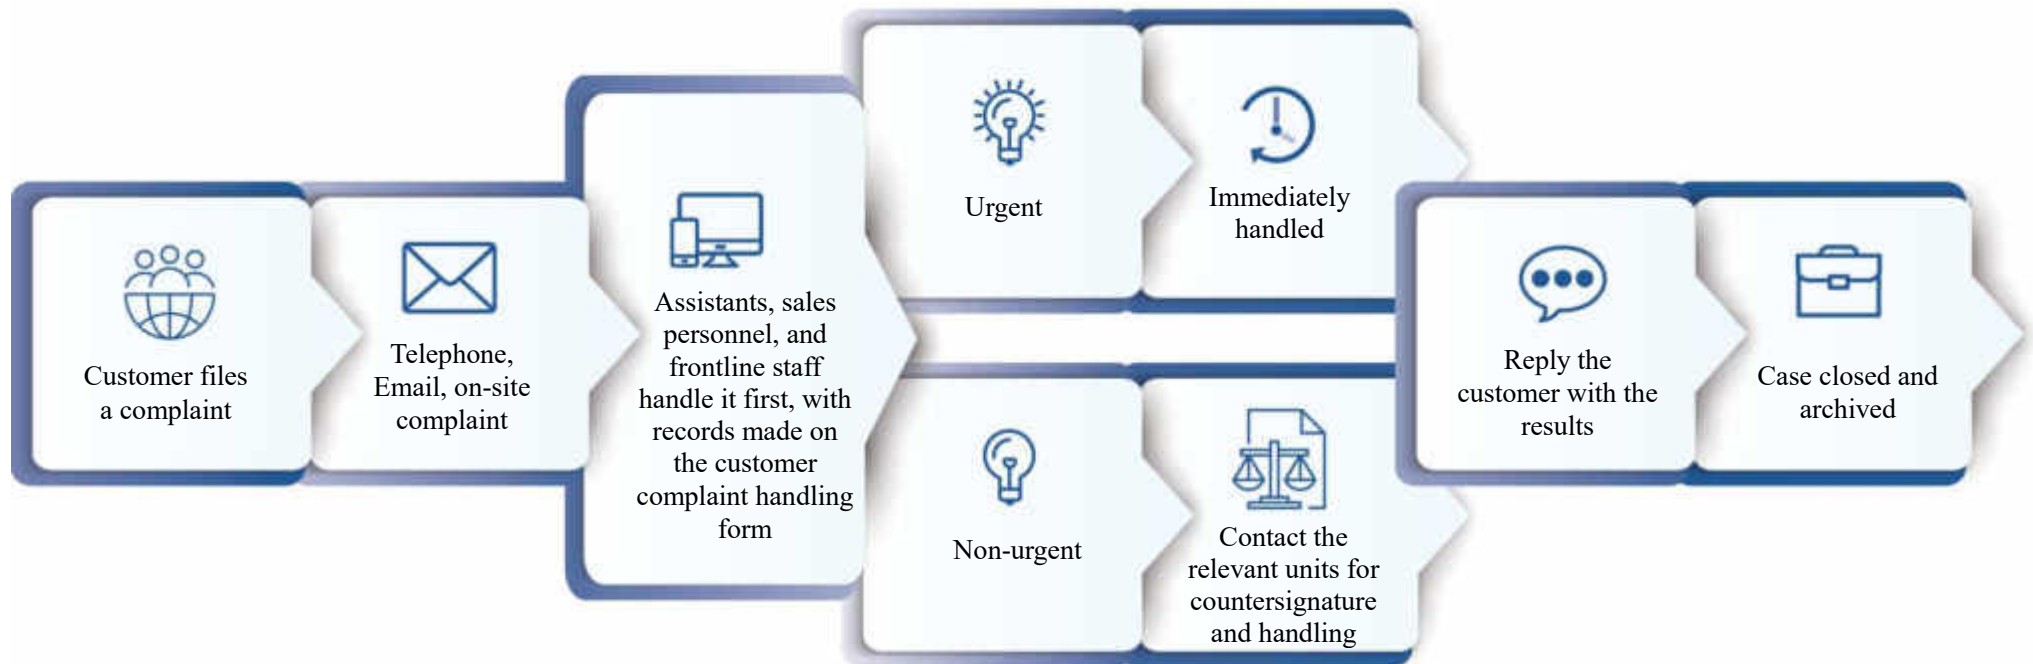 Customer files
a complaint
Telephone,
Email, on-site
complaint
Assistants, sales
personnel, and
frontline staff
handle it first, with
records made on
the customer
complaint handling
form
Urgent
Immediately
handled
Non-urgent
Contact the
relevant units for
countersignature
and handling
Reply the
customer with the
results
Case closed and
archived